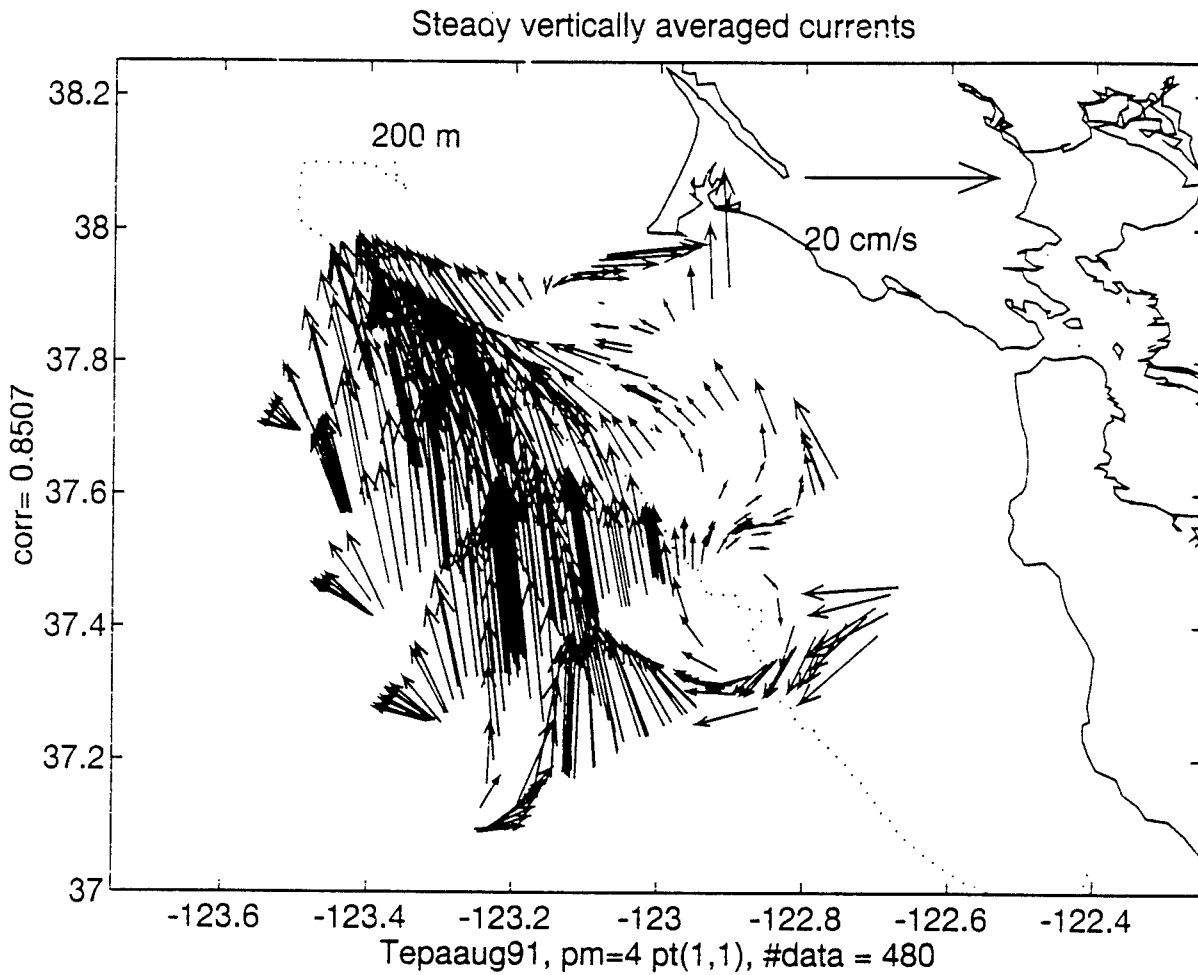 Steady vertically averaged currents
38.2
200 m
38
20 cm/s
37.8
corr= 0.8507
37.6
37.4
37.2
37
-123.6
-123.4
-123.2
-123
-122.8
-122.6
-122.4
Tepaaug91, pm=4 pt(1,1), #data = 480